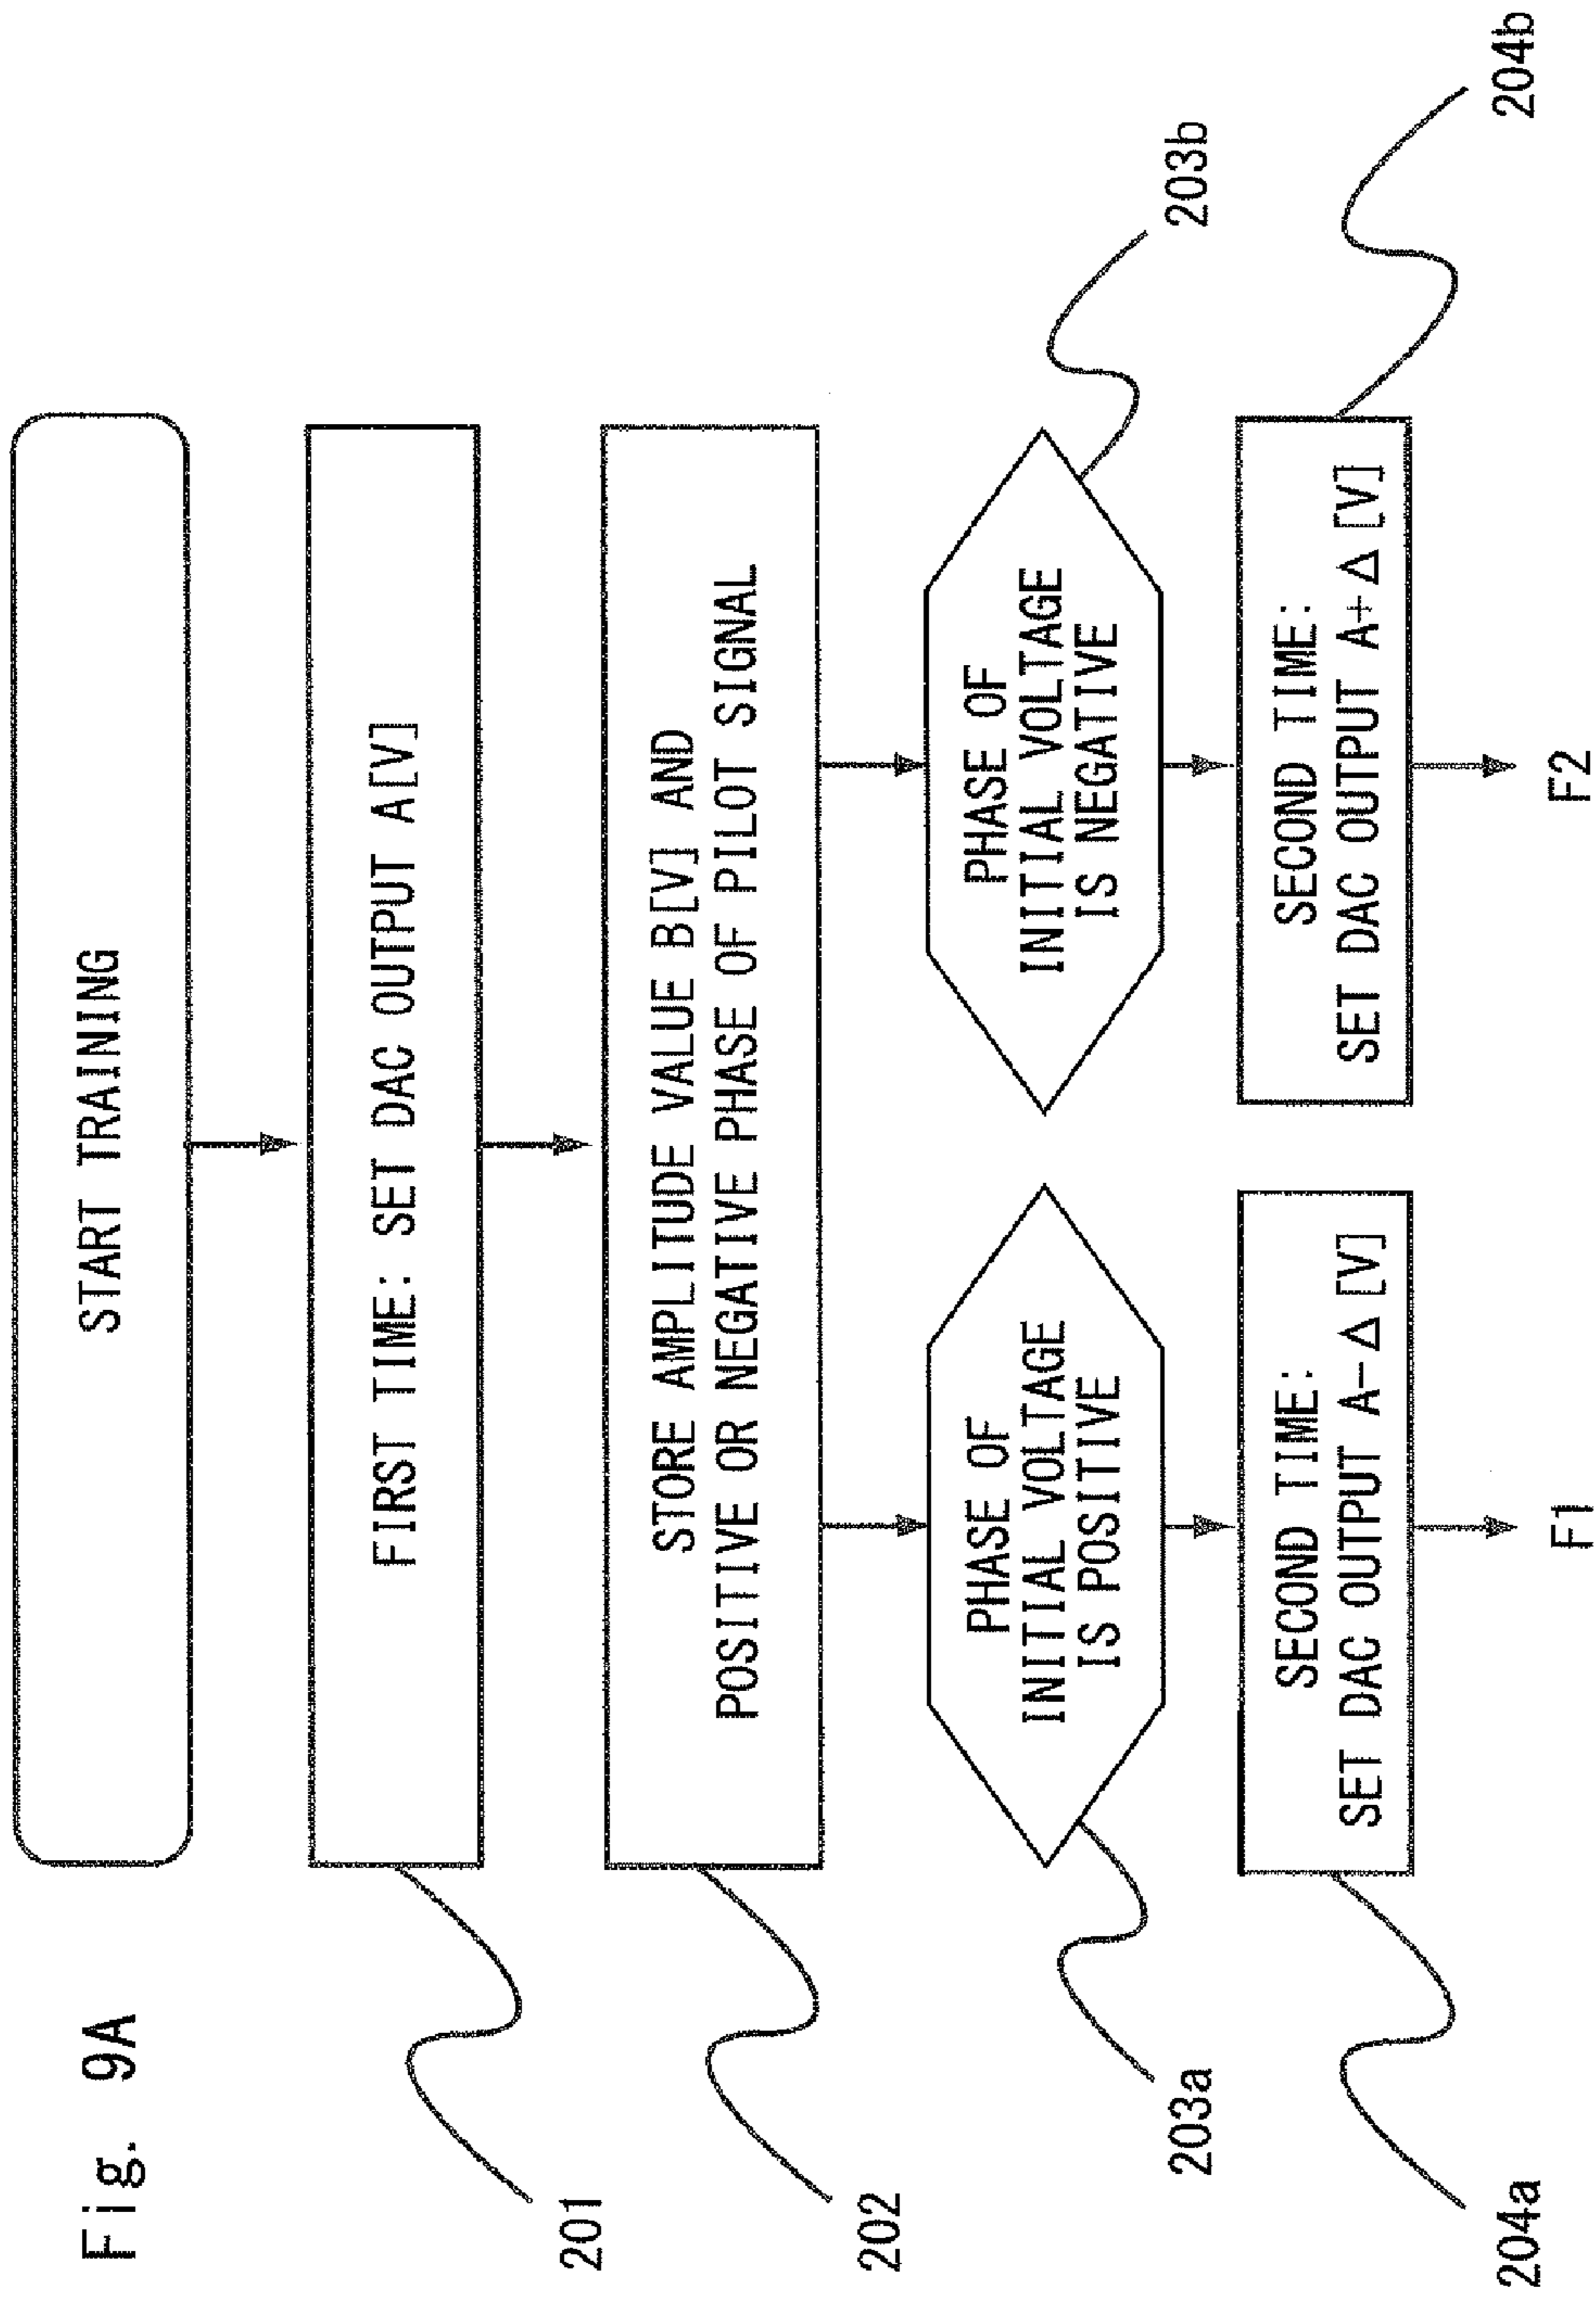 Fig. 9A
START TRAINING
FIRST TIME: SET DAC OUTPUT A[V]
201
STORE AMPLITUDE VALUE B[V] AND
POSITIVE OR NEGATIVE PHASE OF PILOT SIGNAL
202
PHASE OF
INITIAL VOLTAGE
IS POSITIVE
203a
PHASE OF
INITIAL VOLTAGE
IS NEGATIVE
203b
SECOND TIME:
SET DAC OUTPUT A-Δ[V]
204a
SECOND TIME:
SET DAC OUTPUT A+Δ[V]
204b
F1
F2